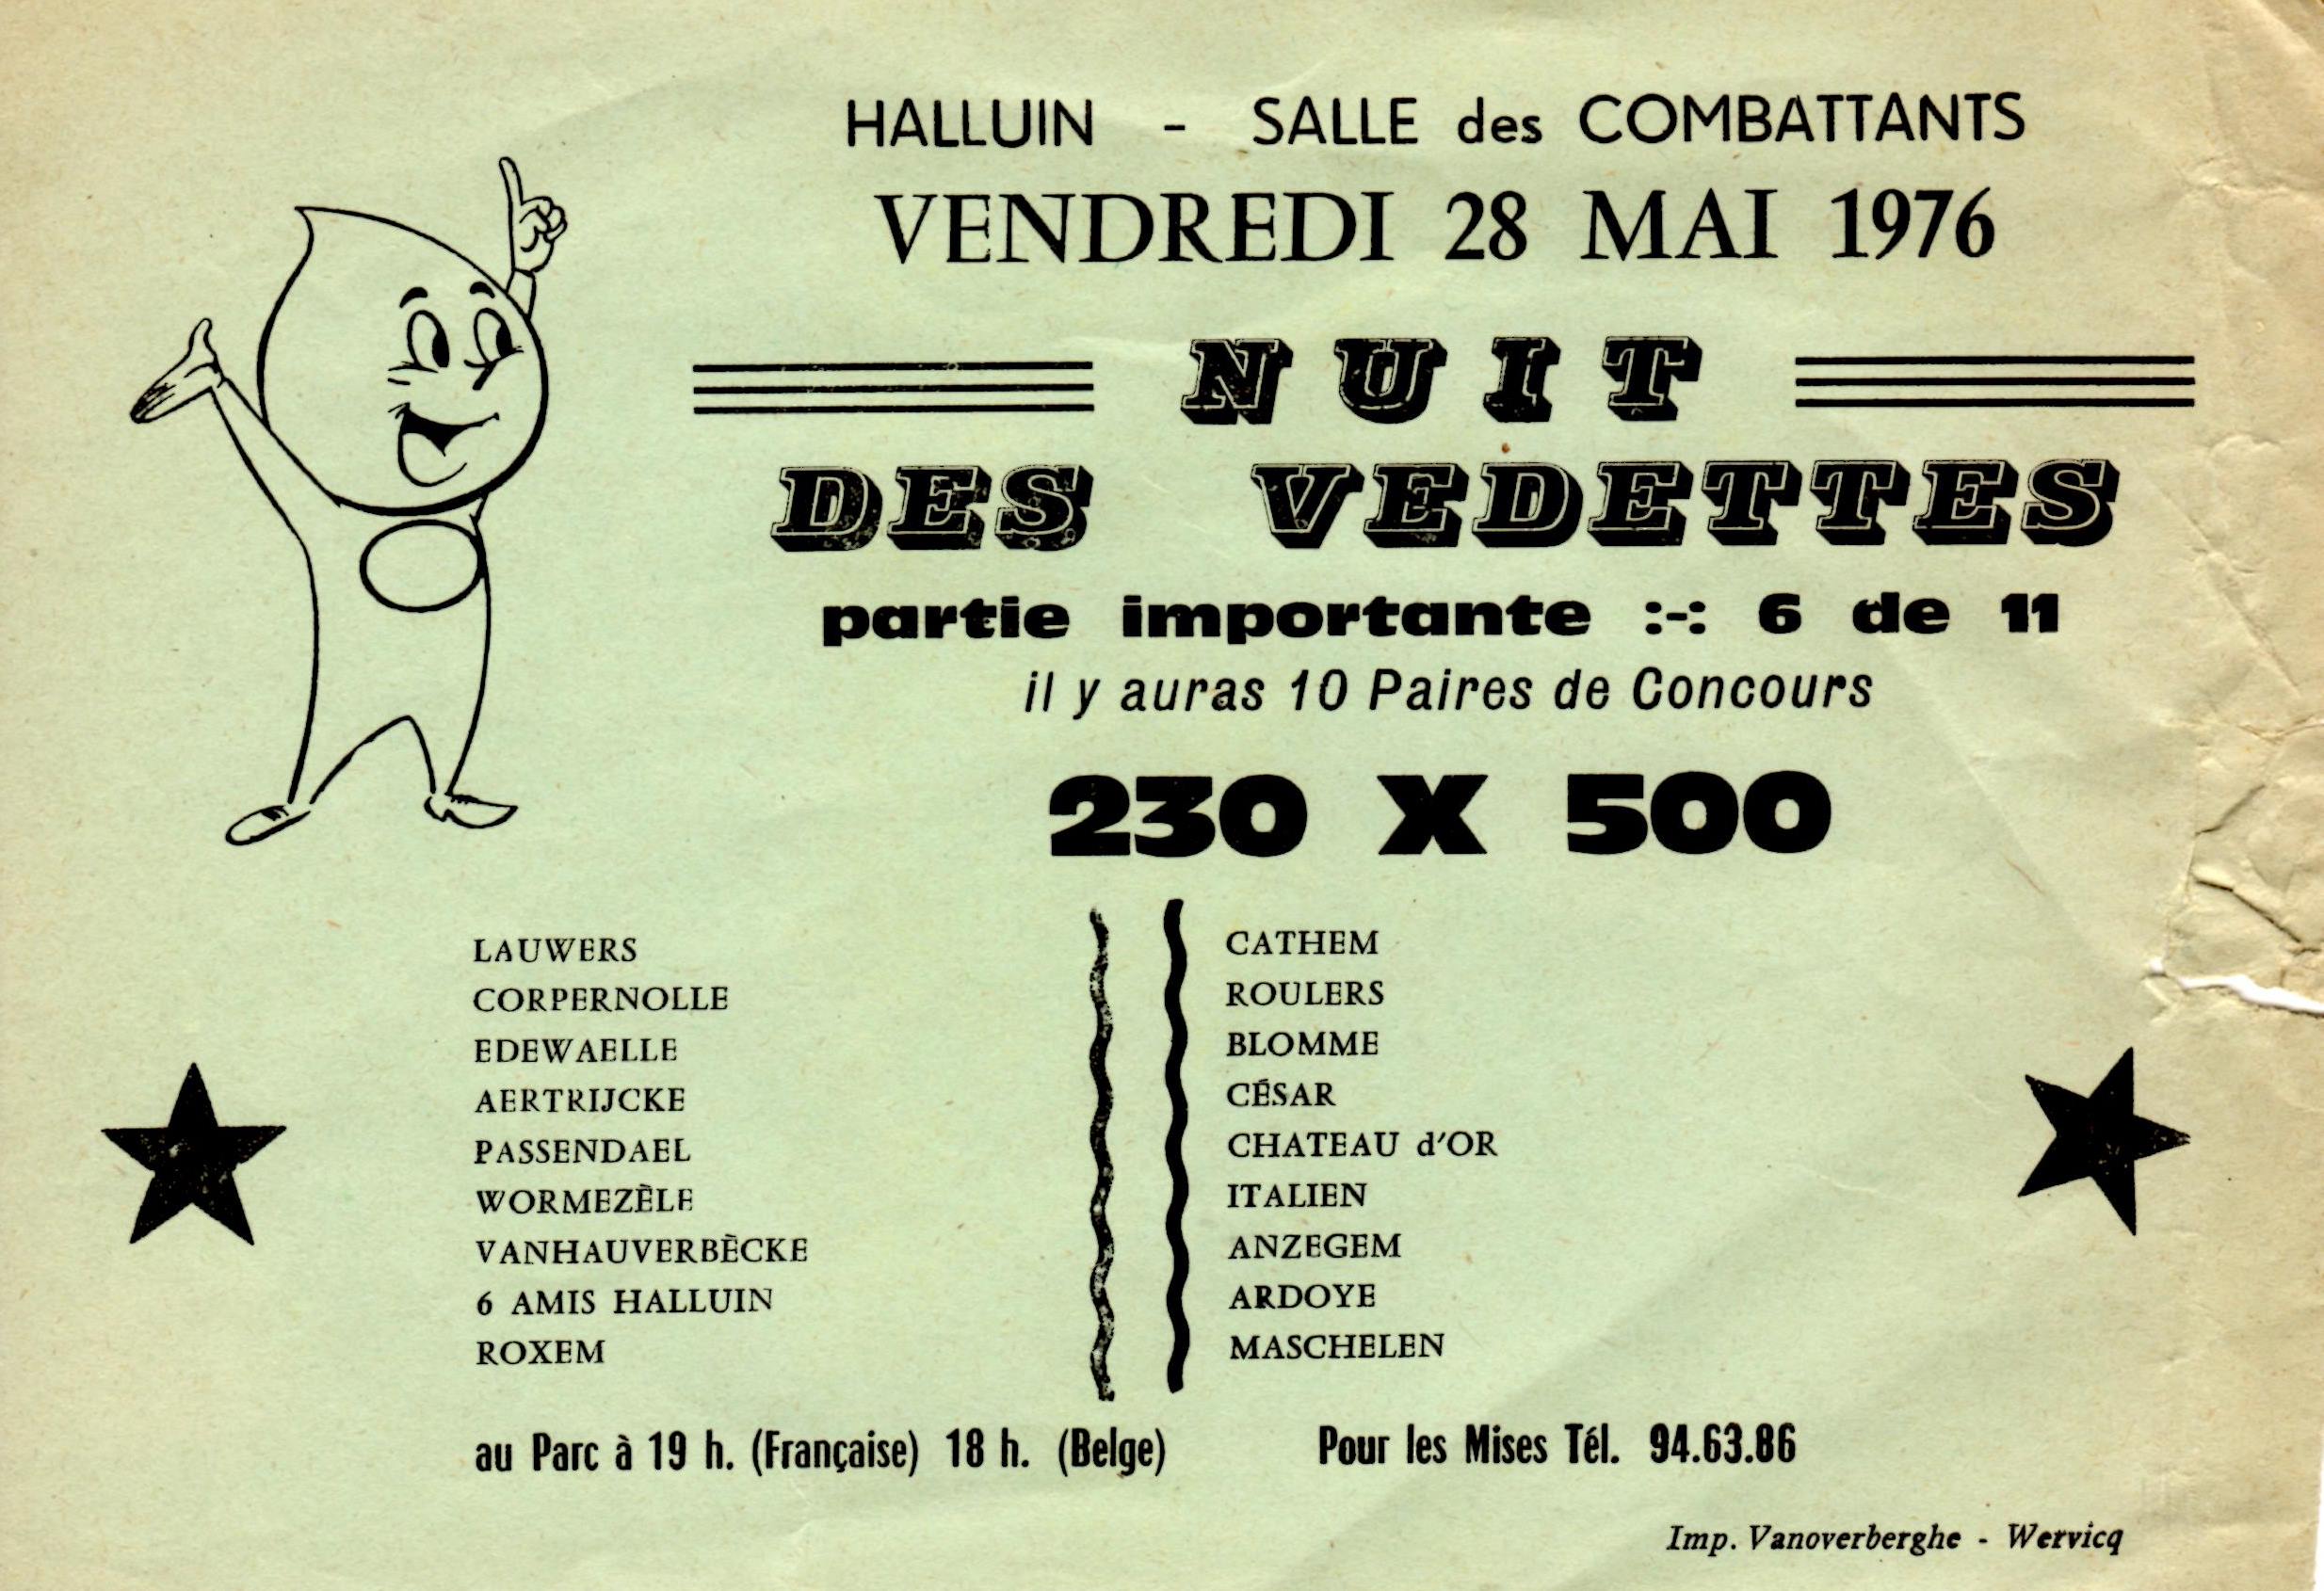 HALLUIN - SALLE des COMBATTANTS
VENDREDI 28 MAI 1976
NUIT
DES VEDETTES
partie importante :-: 6 de 11
il y auras 10 Paires de Concours
230 X 500
LAUWERS
CORPERNOLLE
EDEWAELLE
AERTRIJCKE
PASSENDAEL
WORMEZÈLE
VANHAUVERBÈCKE
6 AMIS HALLUIN
ROXEM
CATHEM
ROULERS
BLOMME
CÉSAR
CHATEAU d'OR
ITALIEN
ANZEGEM
ARDOYE
MASCHELEN
au Parc à 19 h. (Française) 18 h. (Belge)
Pour les Mises Tél. 94.63.86
Imp. Vanoverberghe - Wervicq